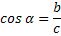 cos α = b/c